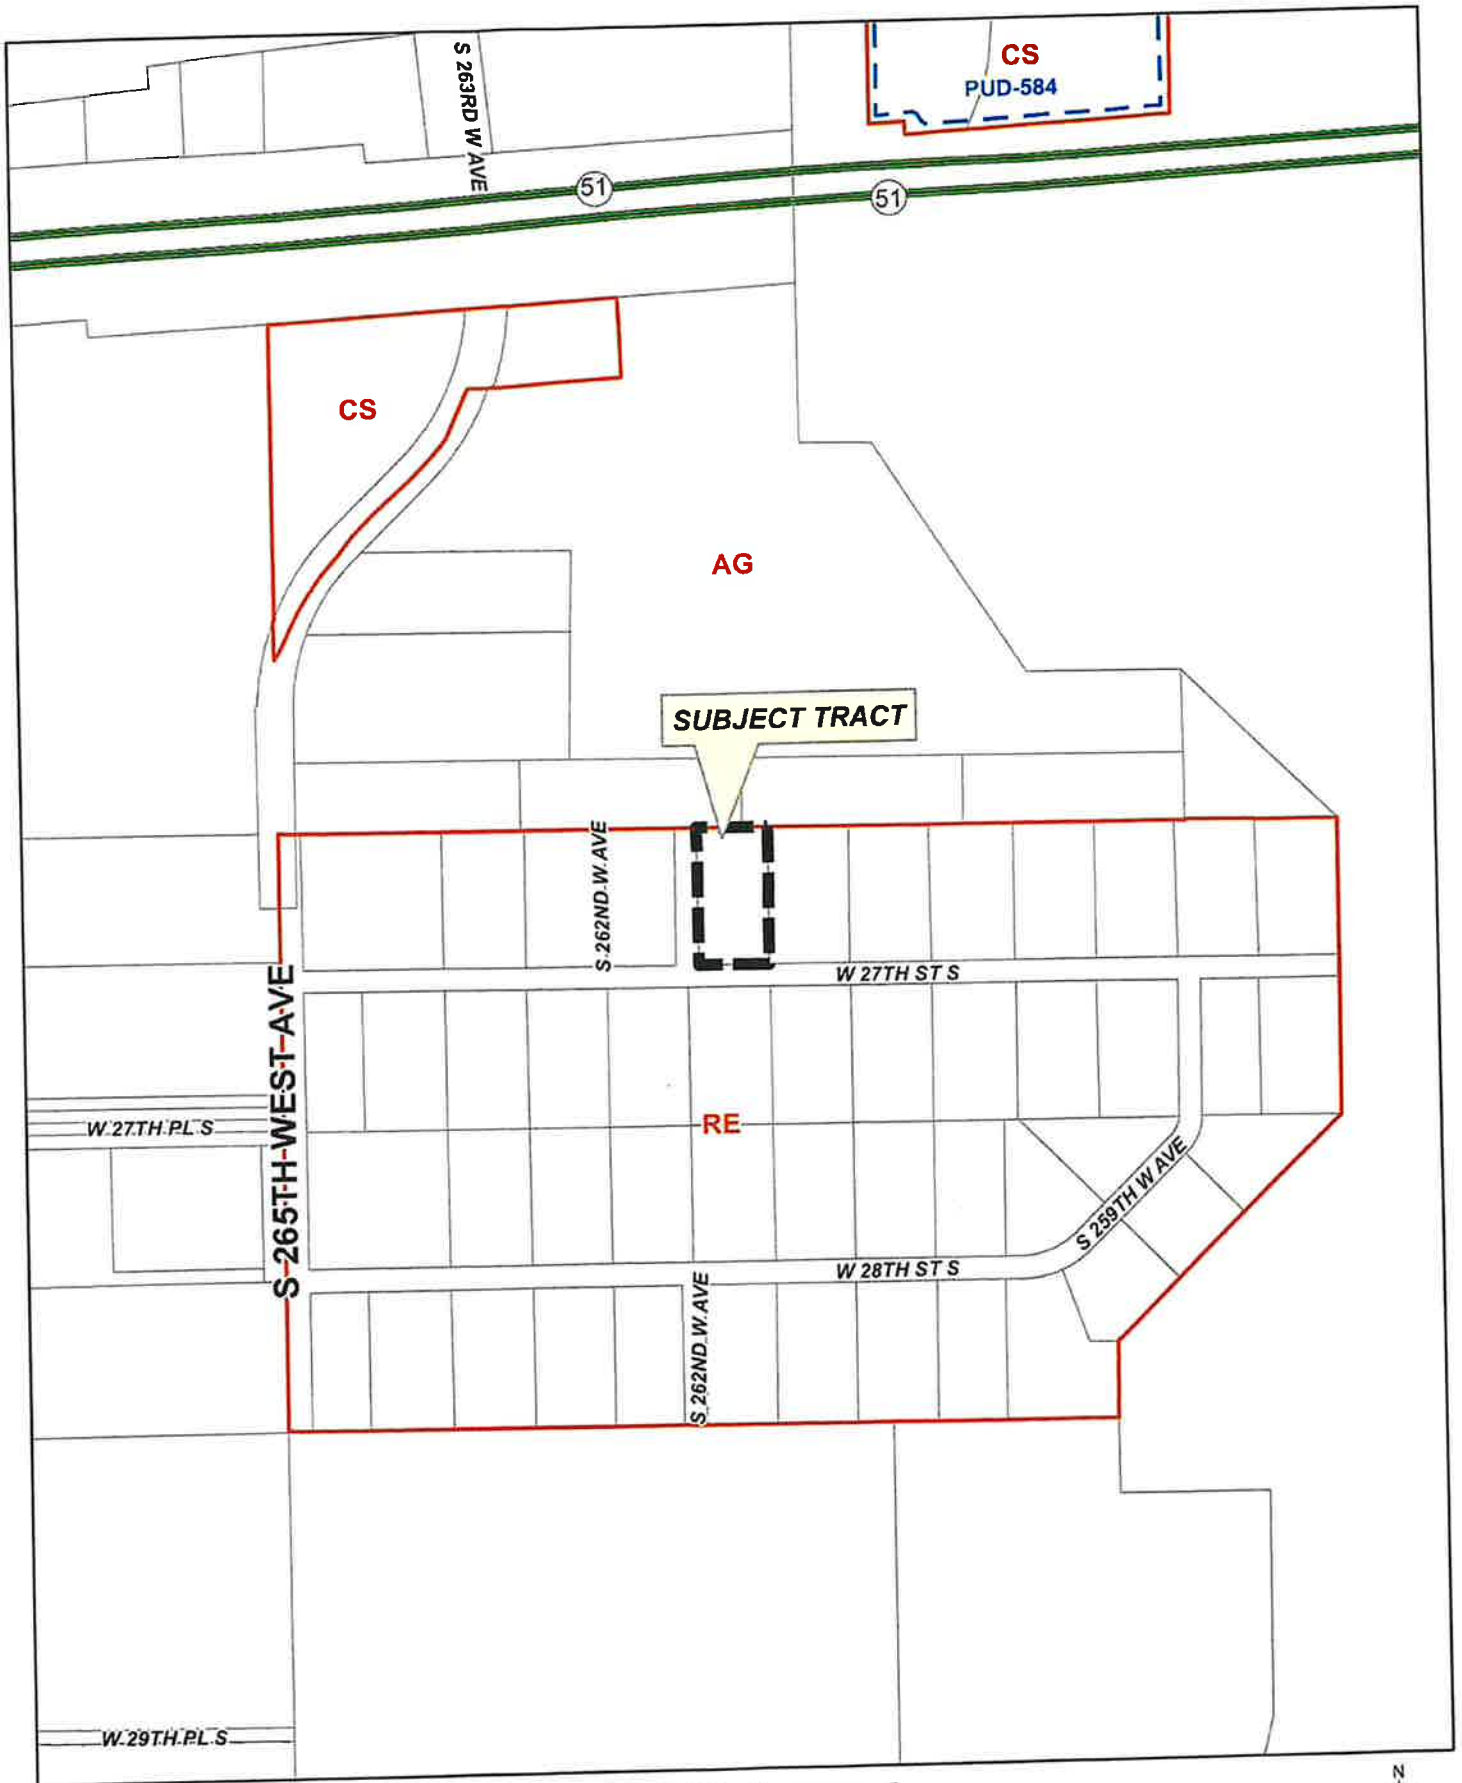 S 263RD W AVE
CS
PUD-584
51
51
CS
AG
SUBJECT TRACT
S 262ND W AVE
W 27TH ST S
S 265TH WEST AVE
W 27TH PL S
RE
S 259TH W AVE
W 28TH ST S
S 262ND W AVE
W 29TH PL S
N